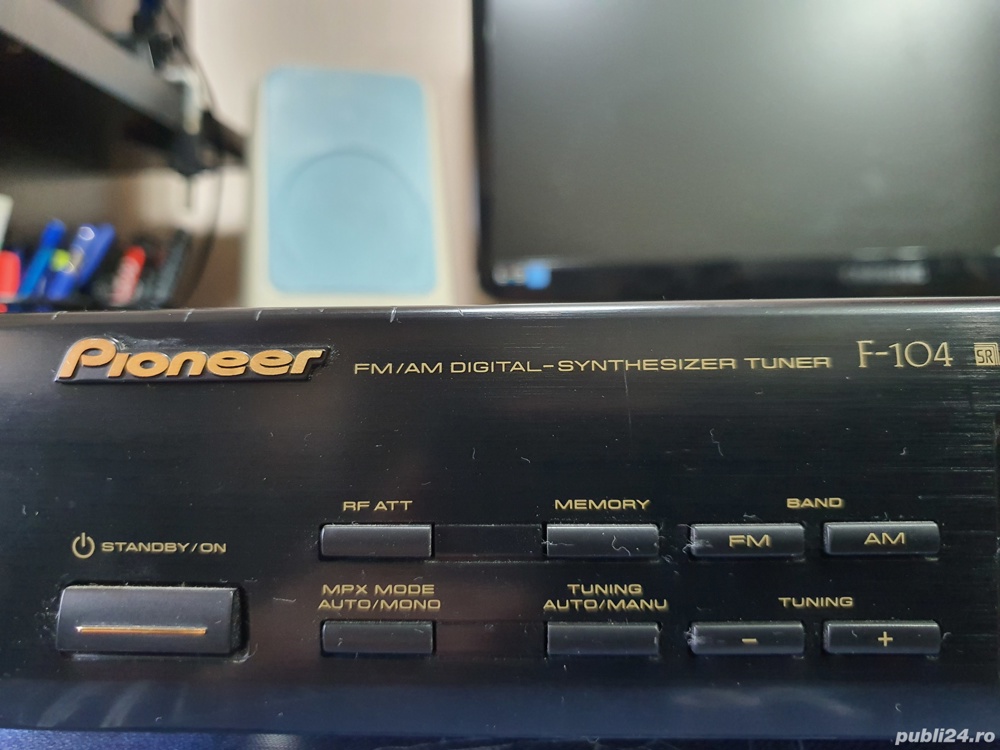 Pioneer
FM/AM DIGITAL-SYNTHESIZER TUNER F-104 SR
RF ATT
MEMORY
BAND
FM
AM
STANDBY/ON
MPX MODE
AUTO/MONO
TUNING
AUTO/MANU
TUNING
-
+
publi24.ro